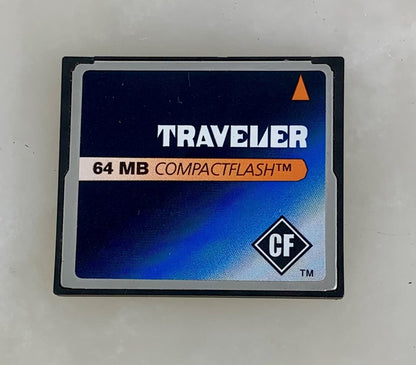 TRAVELER
64 MB COMPACTFLASH™
CF
TM